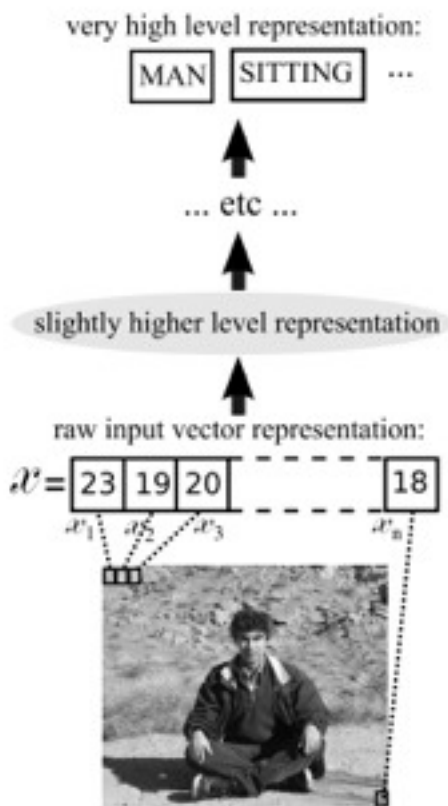 very high level representation:
MAN SITTING ...
... etc ...
slightly higher level representation
raw input vector representation:
x = 23 19 20 18
x₁ x₂ x₃ xₙ